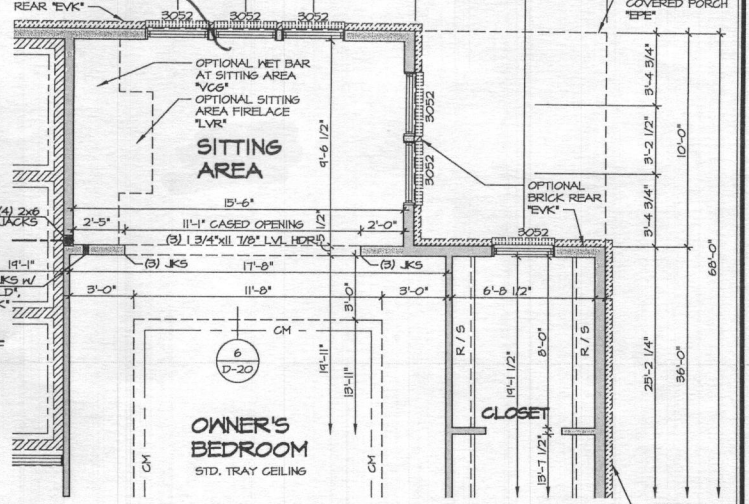 REAR "EVK"
3052
3052
3052
COVERED PORCH
"EPE"
OPTIONAL WET BAR
AT SITTING AREA
"VCG"
OPTIONAL SITTING
AREA FIRELACE
"LVR"
SITTING
AREA
9'-6 1/2"
3052
3052
3'-4 3/4"
3'-2 1/2"
3'-4 3/4"
10'-0"
68'-0"
OPTIONAL
BRICK REAR
"EVK"
15'-6"
(4) 2x6
JACKS
2'-5"
11'-1" CASED OPENING
1/2"
2'-0"
(3) 1 3/4"x11 7/8" LVL HDR
3052
19'-1"
(3) JKS
17'-8"
(3) JKS
JKS W/
3'-0"
11'-8"
3'-0"
6'-8 1/2"
3'-0"
CM
6
D-20
19'-11"
13'-11"
R / S
19'-1 1/2"
8'-0"
R / S
25'-2 1/4"
36'-0"
CLOSET
OWNER'S
BEDROOM
STD. TRAY CEILING
CM
CM
13'-7 1/2"